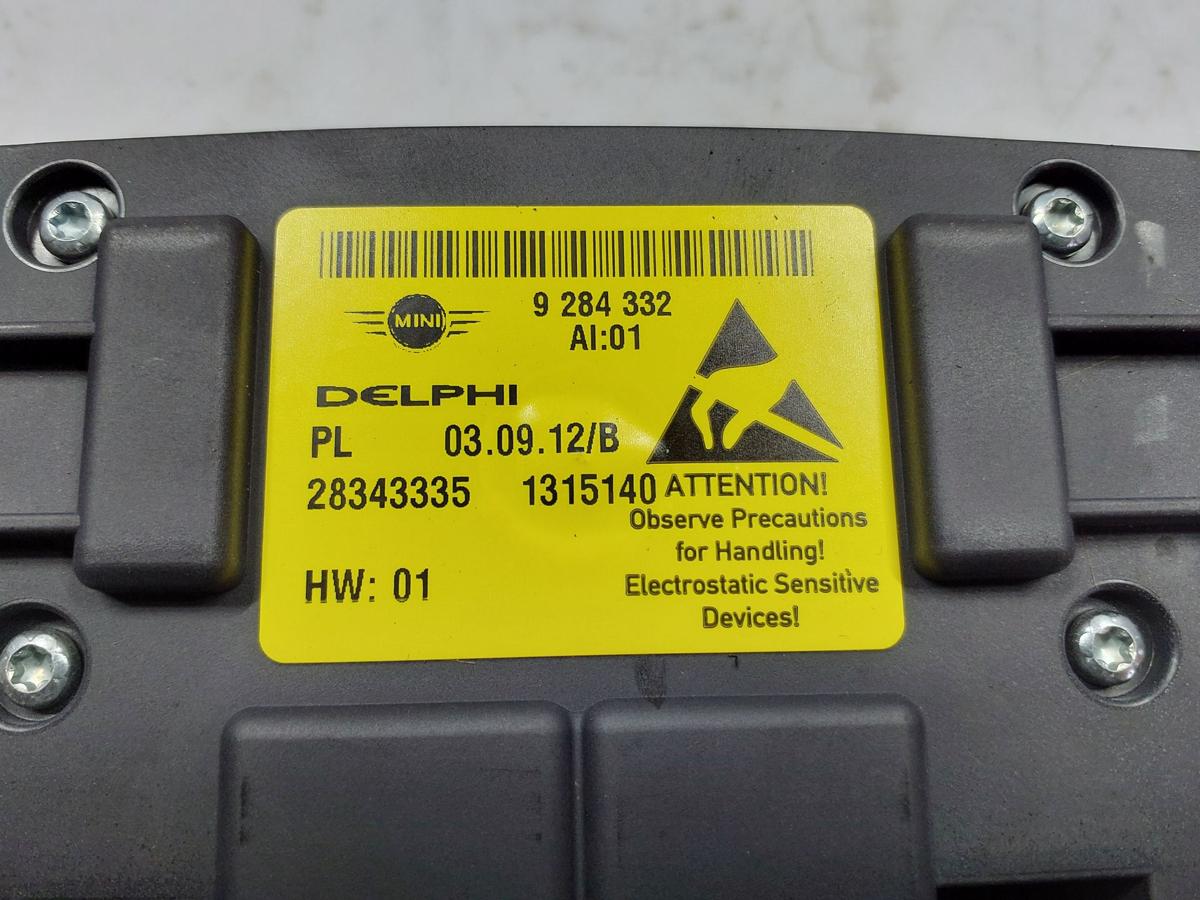 9 284 332
MINI
AI:01
DELPHI
PL 03.09.12/B
28343335 1315140
ATTENTION!
Observe Precautions
for Handling!
Electrostatic Sensitive
Devices!
HW: 01